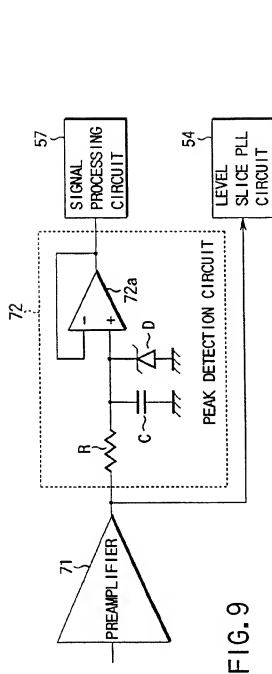 72
57
SIGNAL
PROCESSING
CIRCUIT
71
PREAMPLIFIER
R
C
D
-
+
72a
PEAK DETECTION CIRCUIT
54
LEVEL
SLICE PLL
CIRCUIT
FIG.9